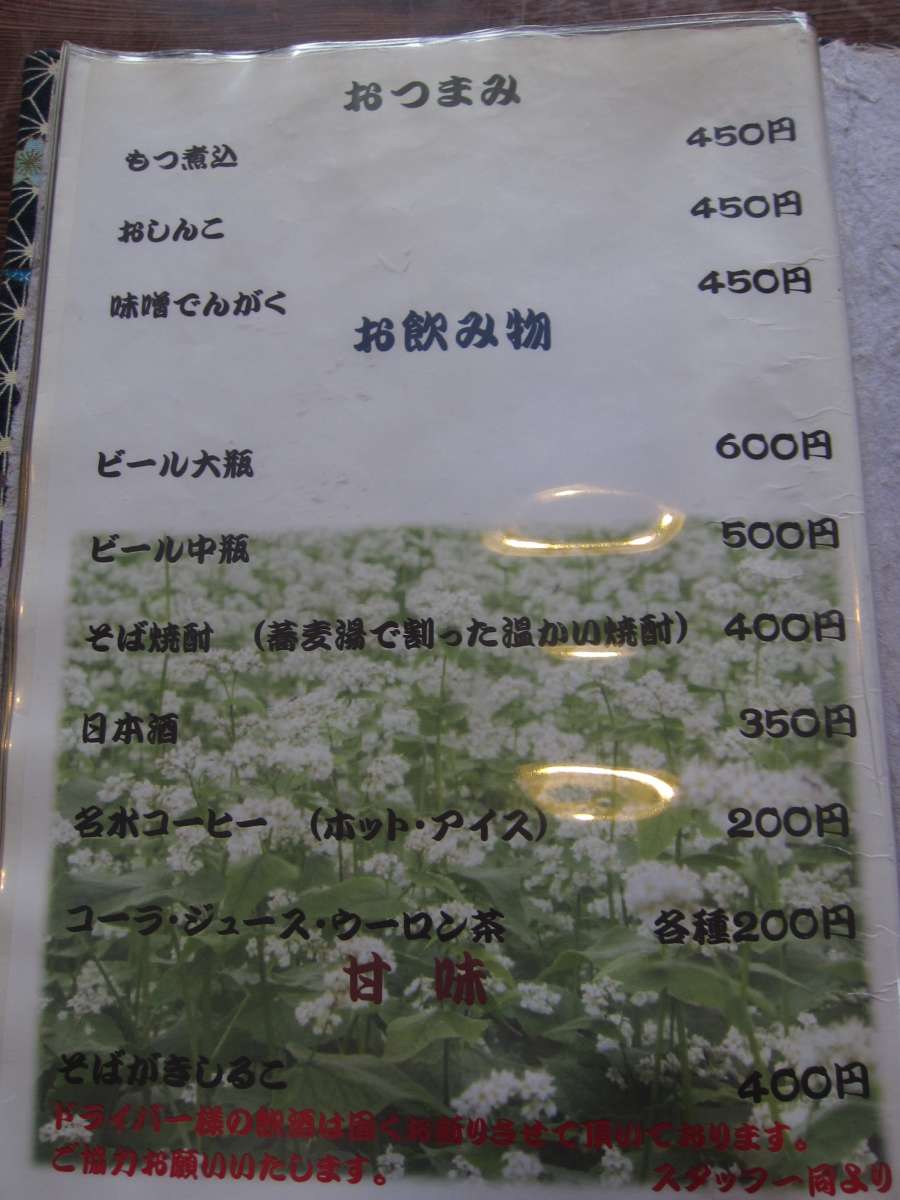 おつまみ
もつ煮込 450円
おしんこ 450円
味噌でんがく 450円
お飲み物
ビール大瓶 600円
ビール中瓶 500円
そば焼酎 （蕎麦湯で割った温かい焼酎） 400円
日本酒 350円
名水コーヒー （ホット・アイス） 200円
コーラ・ジュース・ウーロン茶 各種200円
甘味
そばがきしるこ 400円
ドライバー様の飲酒は固くお断りさせて頂いております。
ご協力お願いいたします。 スタッフ一同より